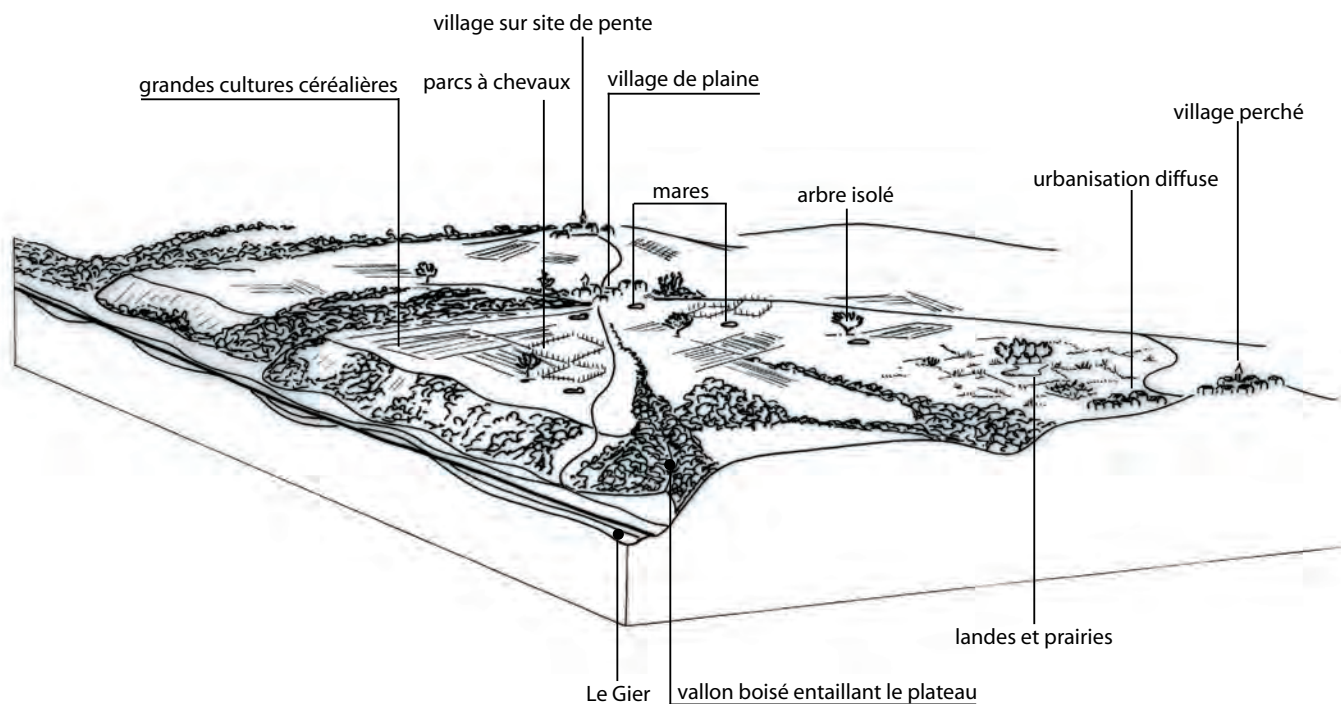 village sur site de pente
grandes cultures céréalières
parcs à chevaux
village de plaine
village perché
mares
arbre isolé
urbanisation diffuse
landes et prairies
Le Gier
vallon boisé entaillant le plateau